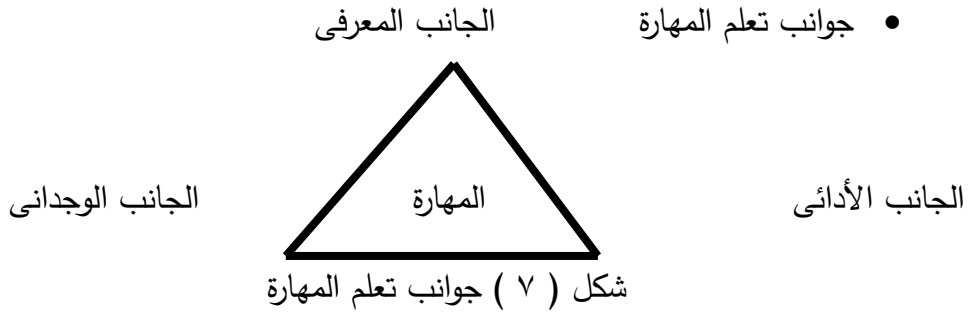 • جوانب تعلم المهارة
الجانب المعرفى
الجانب الأدائى
المهارة
الجانب الوجدانى
شكل ( ٧ ) جوانب تعلم المهارة